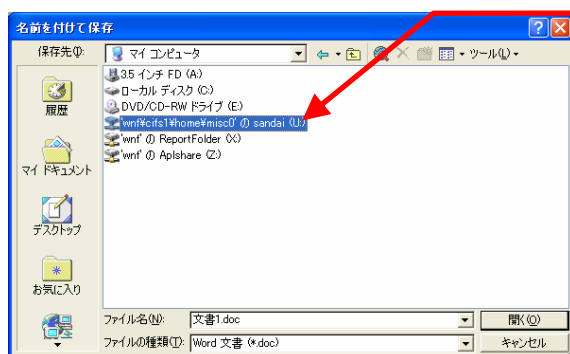 名前を付けて保存
保存先(I):
マイ コンピュータ
ツール(L)
3.5 インチ FD (A:)
ローカル ディスク (C:)
DVD/CD-RW ドライブ (E:)
'wnf¥cifs1¥home¥misc0' の sandai (U:)
'wnf' の ReportFolder (X:)
'wnf' の Aplshare (Z:)
履歴
マイ ドキュメント
デスクトップ
お気に入り
ファイル名(N):
文書1.doc
開く(O)
ファイルの種類(T):
Word 文書 (*.doc)
キャンセル